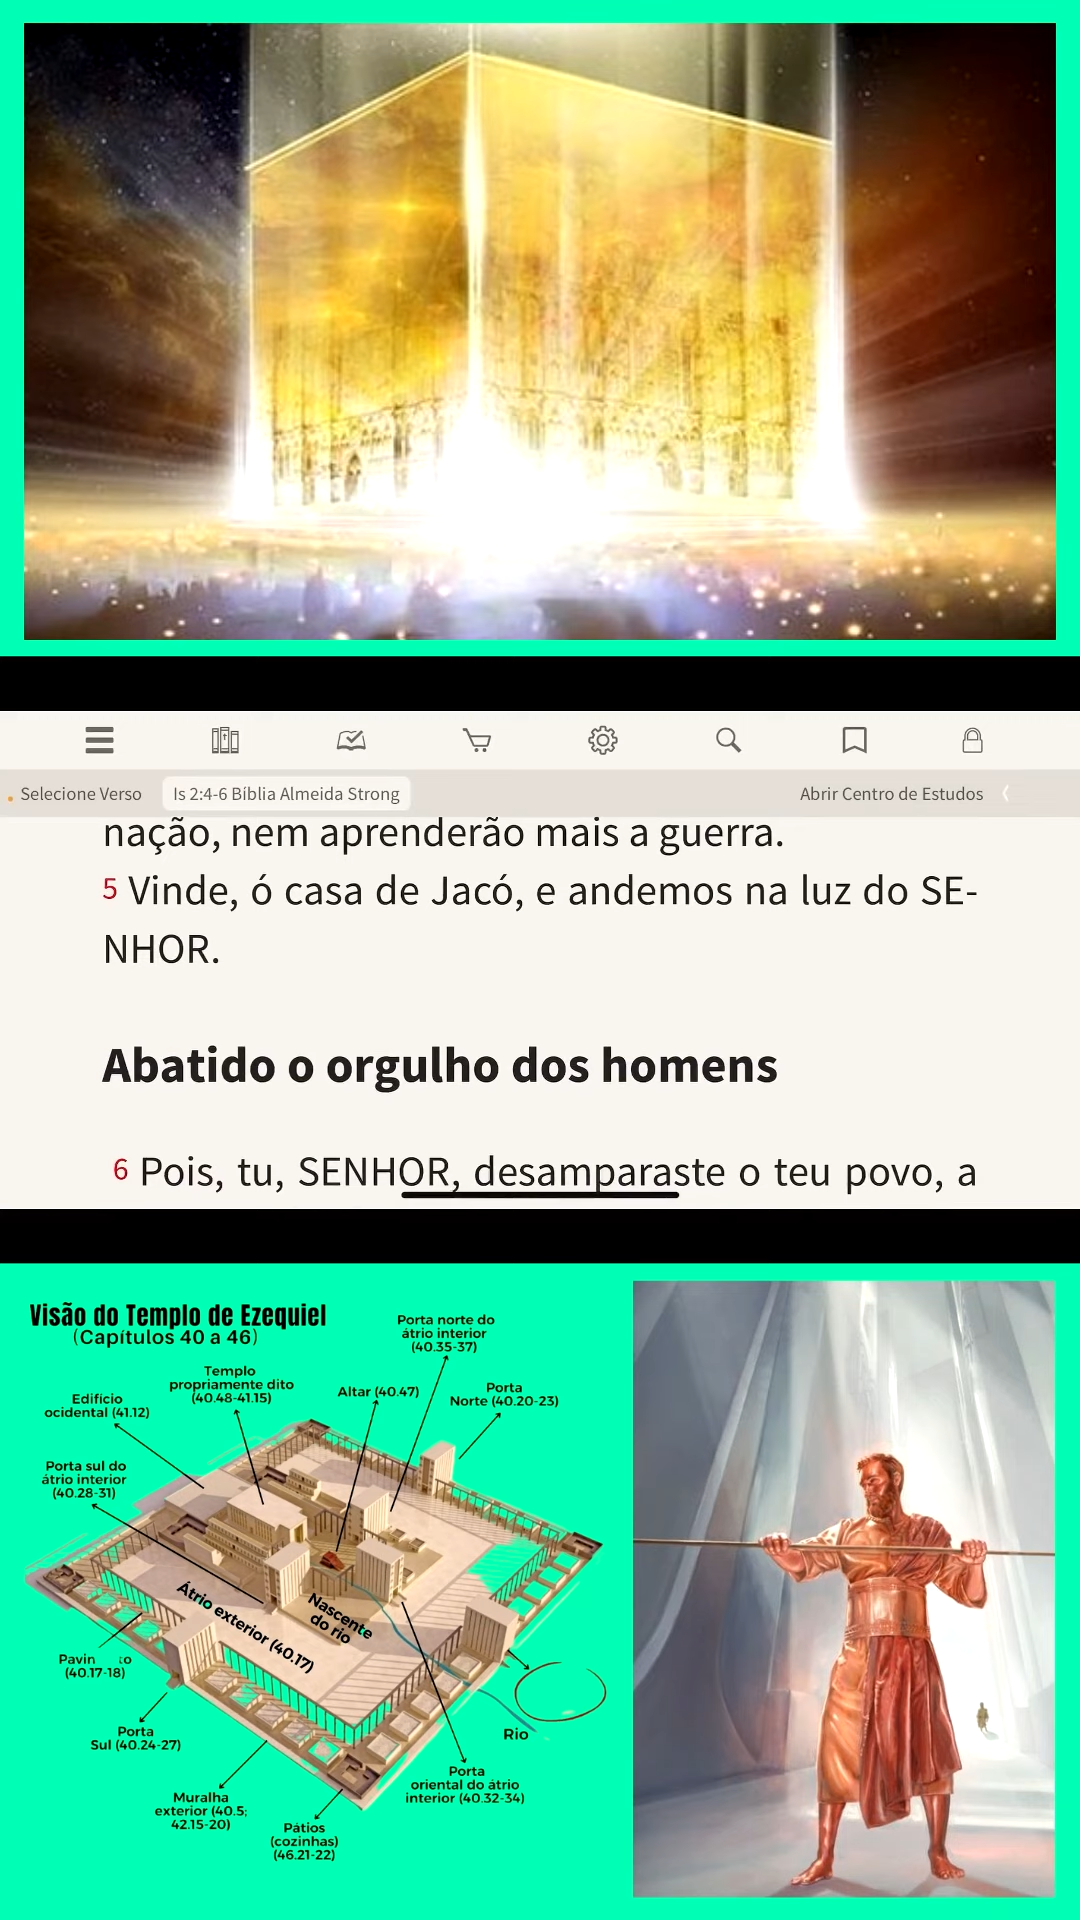 Selecione Verso
Is 2:4-6 Bíblia Almeida Strong
Abrir Centro de Estudos
nação, nem aprenderão mais a guerra.
5 Vinde, ó casa de Jacó, e andemos na luz do SE-
NHOR.
Abatido o orgulho dos homens
6 Pois, tu, SENHOR, desamparaste o teu povo, a
Visão do Templo de Ezequiel
(Capítulos 40 a 46)
Porta norte do
átrio interior
(40.35-37)
Templo
propriamente dito
(40.48-41.15)
Altar (40.47)
Porta
Norte (40.20-23)
Edifício
ocidental (41.12)
Porta sul do
átrio interior
(40.28-31)
Átrio exterior (40.17)
Nascente
do rio
Pavin to
(40.17-18)
Porta
Sul (40.24-27)
Rio
Porta
oriental do átrio
interior (40.32-34)
Muralha
exterior (40.5;
42.15-20)
Pátios
(cozinhas)
(46.21-22)